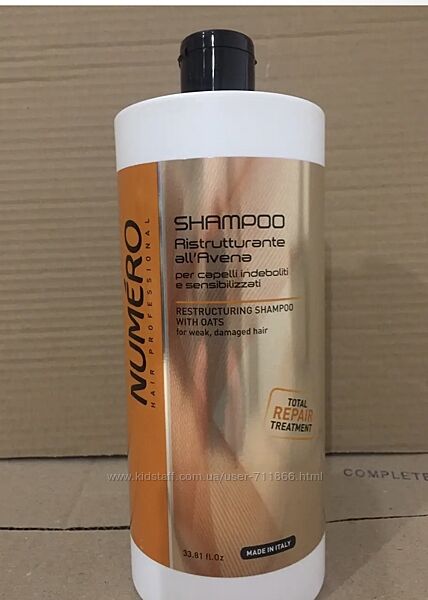 NUMÉRO
HAIR PROFESSIONAL
SHAMPOO
Ristrutturante
all'Avena
per capelli indeboliti
e sensibilizzati
RESTRUCTURING SHAMPOO
WITH OATS
for weak, damaged hair
TOTAL
REPAIR
TREATMENT
www.kidstaff.com.ua/user-711866.html
COMPLETE
33.81 fl.Oz
MADE IN ITALY